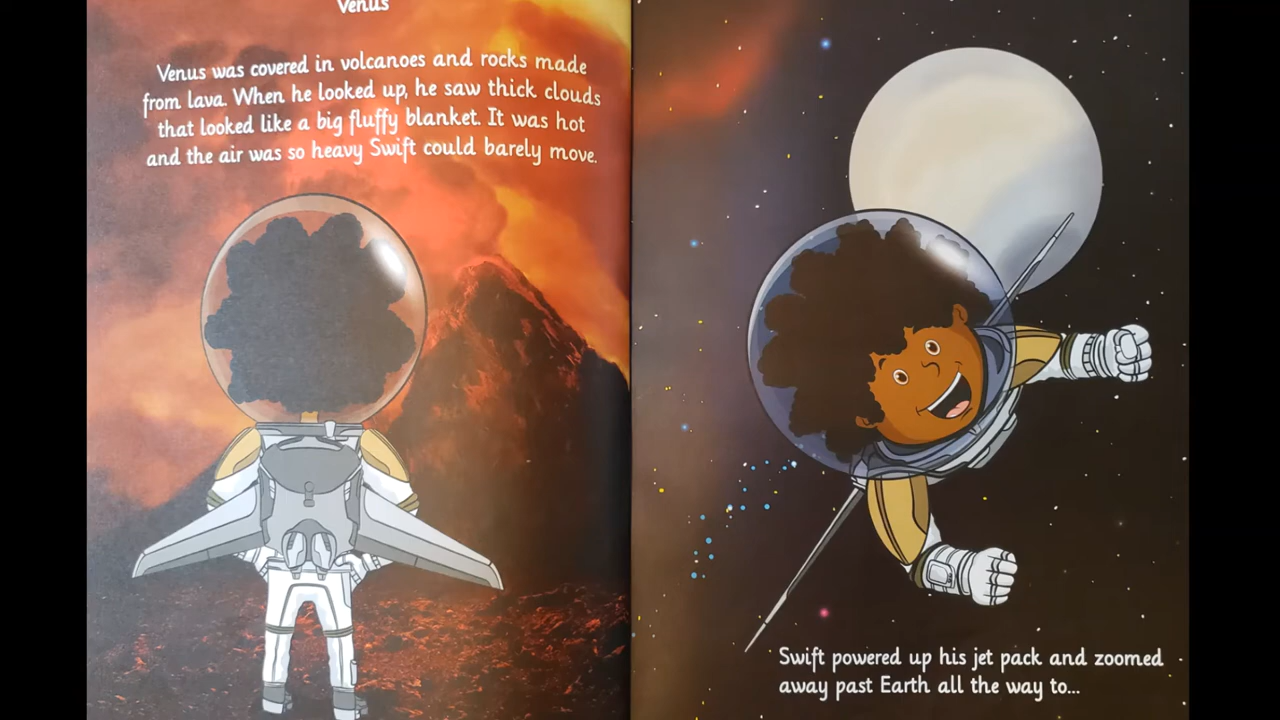 Venus
Venus was covered in volcanoes and rocks made
from lava. When he looked up, he saw thick clouds
that looked like a big fluffy blanket. It was hot
and the air was so heavy Swift could barely move.
Swift powered up his jet pack and zoomed
away past Earth all the way to...